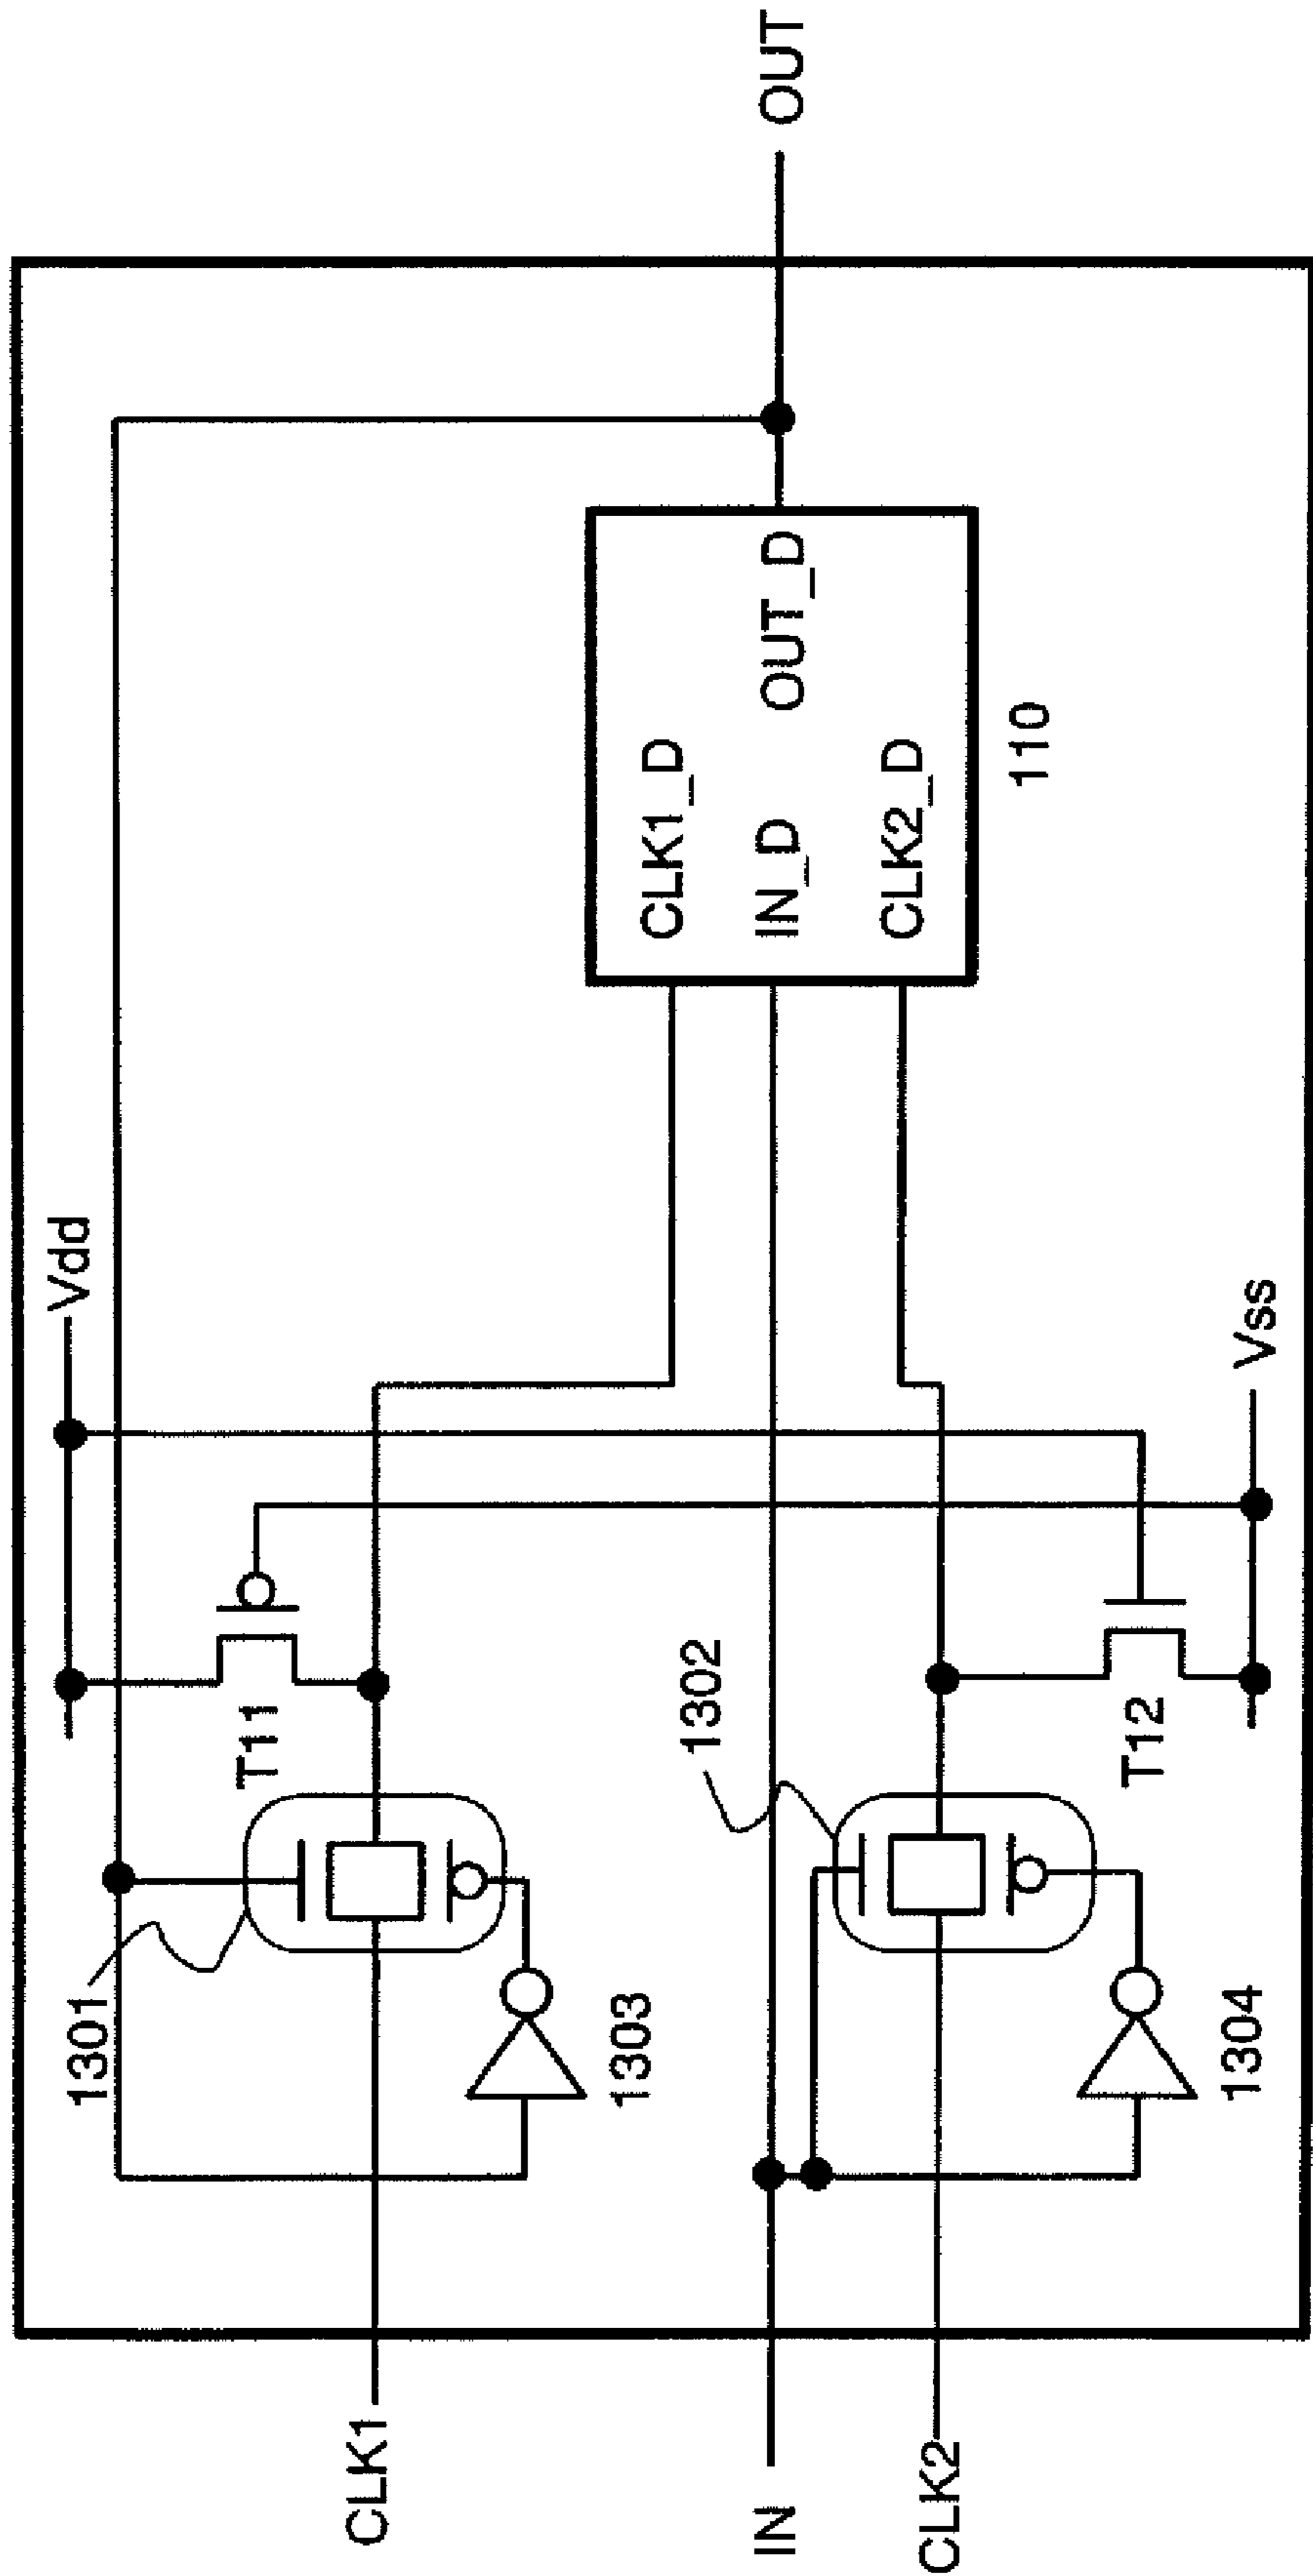 Vdd
1301
T11
CLK1
1303
CLK1_D
IN_D
OUT_D
OUT
CLK2_D
110
IN
1302
CLK2
T12
1304
Vss